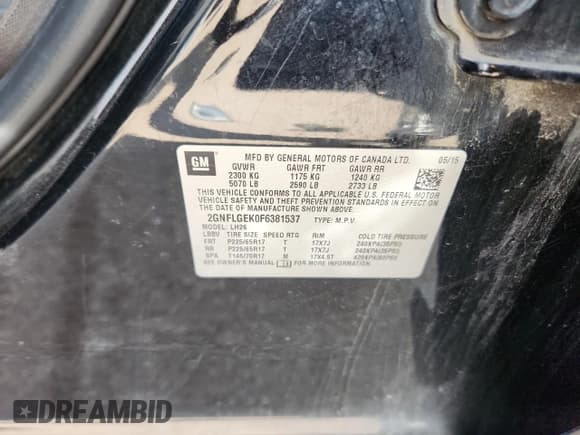 GM
MFD BY GENERAL MOTORS OF CANADA LTD. 05/15
GVWR GAWR FRT GAWR RR
2300 KG 1175 KG 1240 KG
5070 LB 2590 LB 2733 LB
THIS VEHICLE CONFORMS TO ALL APPLICABLE U.S. FEDERAL MOTOR
VEHICLE SAFETY AND THEFT PREVENTION STANDARDS IN EFFECT ON
THE DATE OF MANUFACTURE SHOWN ABOVE.
2GNFLGEK0F6381537 TYPE: M.P.V.
MODEL: LH26
LBBV TIRE SIZE SPEED RTG RIM COLD TIRE PRESSURE
FRT P225/65R17 T 17X7J 240KPA(35PSI)
RR P225/65R17 T 17X7J 240KPA(35PSI)
SPA T145/70R17 M 17X4.5T 420KPA(60PSI)
SEE OWNER'S MANUAL FOR MORE INFORMATION
DREAMBID